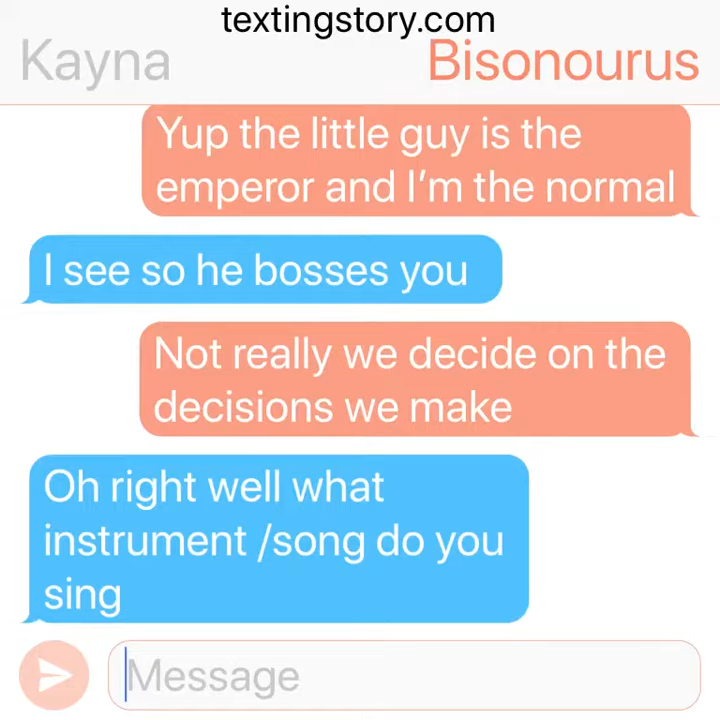 textingstory.com
Kayna
Bisonourus
Yup the little guy is the
emperor and I’m the normal
I see so he bosses you
Not really we decide on the
decisions we make
Oh right well what
instrument /song do you
sing
Message